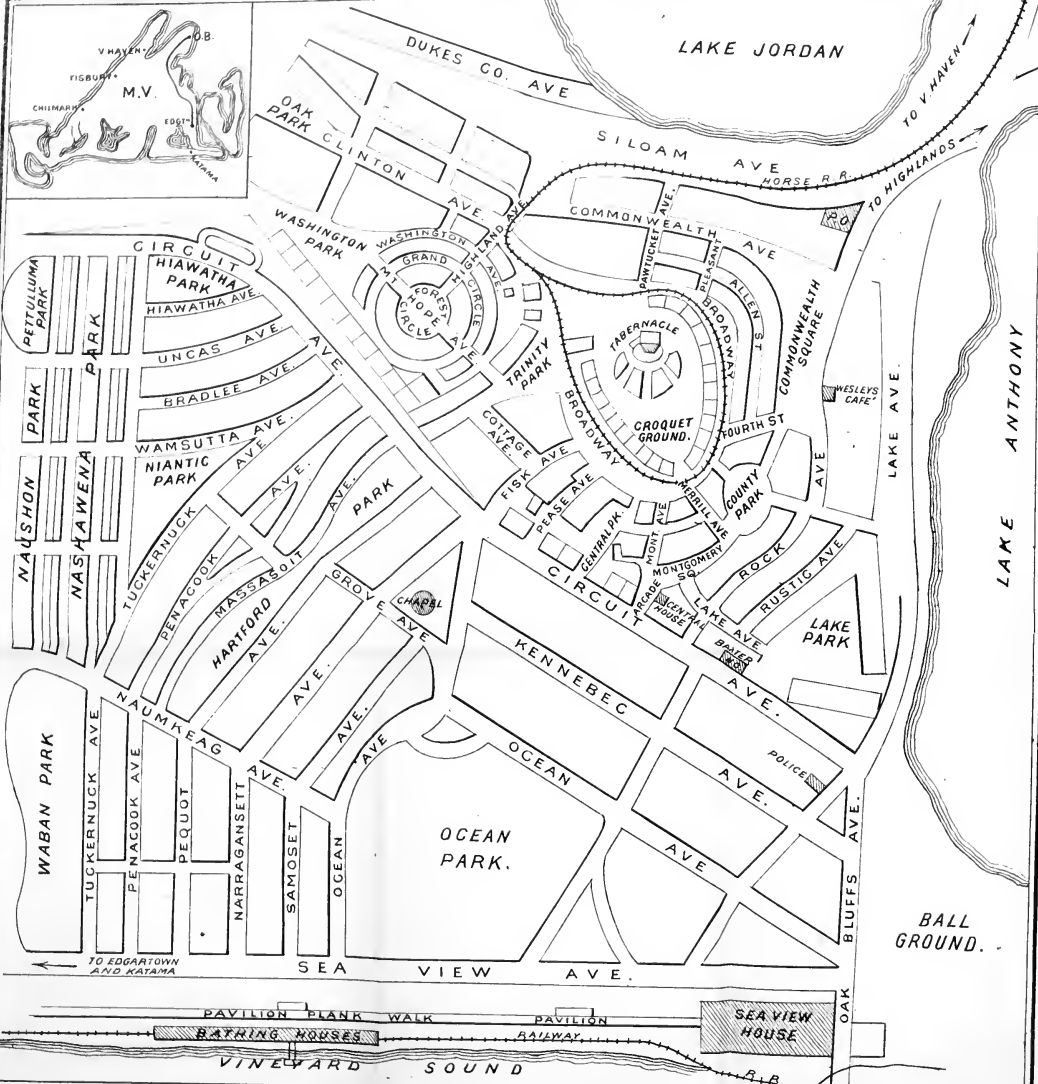 O.B.
V. HAVEN
TISBURY
M.V.
CHILMARK
EDGT
KATAMA
DUKES CO. AVE
LAKE JORDAN
TO V. HAVEN
OAK PARK
CLINTON AVE.
SILOAM AVE
HORSE R.R.
TO HIGHLANDS
P.O.
COMMONWEALTH AVE
PAWTUCKET AVE.
PLEASANT
HIGHLAND AVE
WASHINGTON PARK
WASHINGTON AVE
GRAND CIRCLE
FOREST CIRCLE
HOPE
TRINITY PARK
TABERNACLE
BROADWAY
ALLEN ST
COMMONWEALTH SQUARE
WESLEYS CAFE
CROQUET GROUND.
FOURTH ST
BROADWAY
LAKE AVE.
AVE
LAKE ANTHONY
CIRCUIT AVE
HIAWATHA PARK
HIAWATHA AVE.
PETTULUMA PARK
UNCAS AVE
BRADLEE AVE.
WAMSUTTA AVE.
NIANTIC PARK
NAUSHON PARK
NASHAWENA PARK
TUCKERNUCK AVE
PENACOOK AVE.
MASSASOIT AVE.
HARTFORD PARK
AVE.
AVE.
AVE.
AVE
GROVE AVE
CHAPEL
COTTAGE AVE.
FISK AVE
PEASE AVE
CENTRAL PK.
MONT. AVE
MERRILL AVE
COUNTY PARK
MONTGOMERY SQ
ROCK
RUSTIC AVE
ARCADE
CENTRAL HOUSE
LAKE AVE
BAXTER HO
LAKE PARK
CIRCUIT AVE.
KENNEBEC AVE.
OCEAN AVE
POLICE
NAUMKEAG AVE.
WABAN PARK
TUCKERNUCK AVE
PENACOOK AVE
PEQUOT
NARRAGANSETT
SAMOSET
OCEAN
OCEAN PARK.
OAK BLUFFS AVE.
BALL GROUND.
TO EDGARTOWN AND KATAMA
SEA VIEW AVE.
PAVILION PLANK WALK PAVILION
BATHING HOUSES
RAILWAY
SEA VIEW HOUSE
VINEYARD SOUND
R.R.